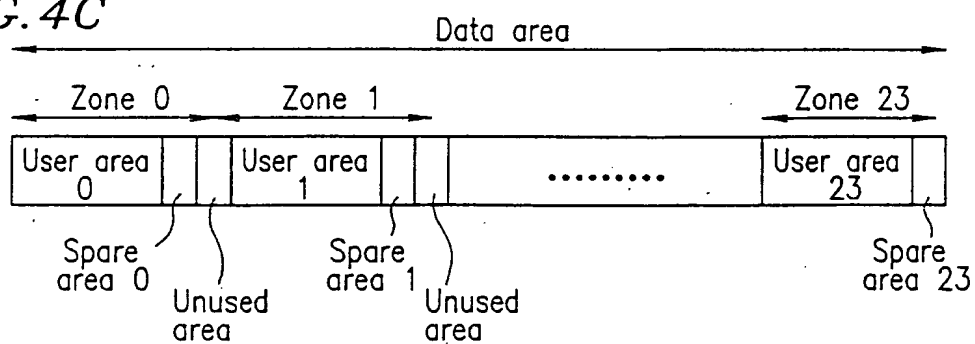 G. 4C
Data area
Zone 0
Zone 1
Zone 23
User area
0
User area
1
.........
User area
23
Spare
area 0
Unused
area
Spare
area 1
Unused
area
Spare
area 23